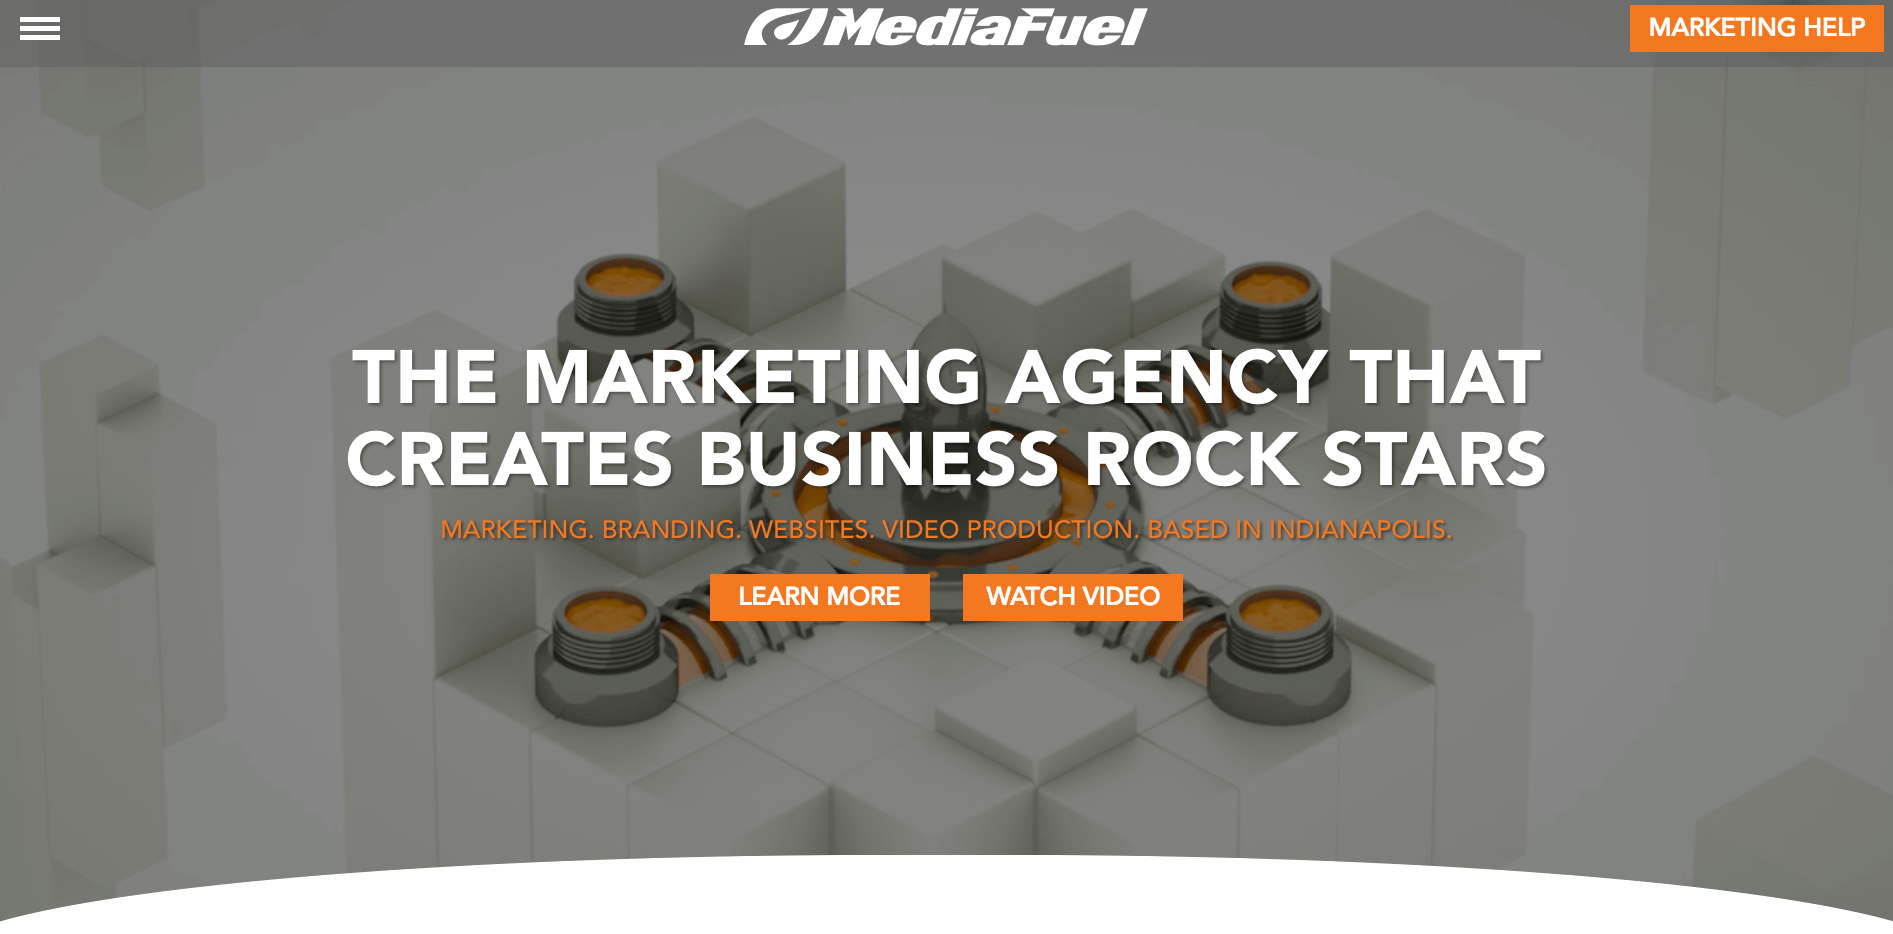 MediaFuel
MARKETING HELP
THE MARKETING AGENCY THAT
CREATES BUSINESS ROCK STARS
MARKETING. BRANDING. WEBSITES. VIDEO PRODUCTION. BASED IN INDIANAPOLIS.
LEARN MORE
WATCH VIDEO